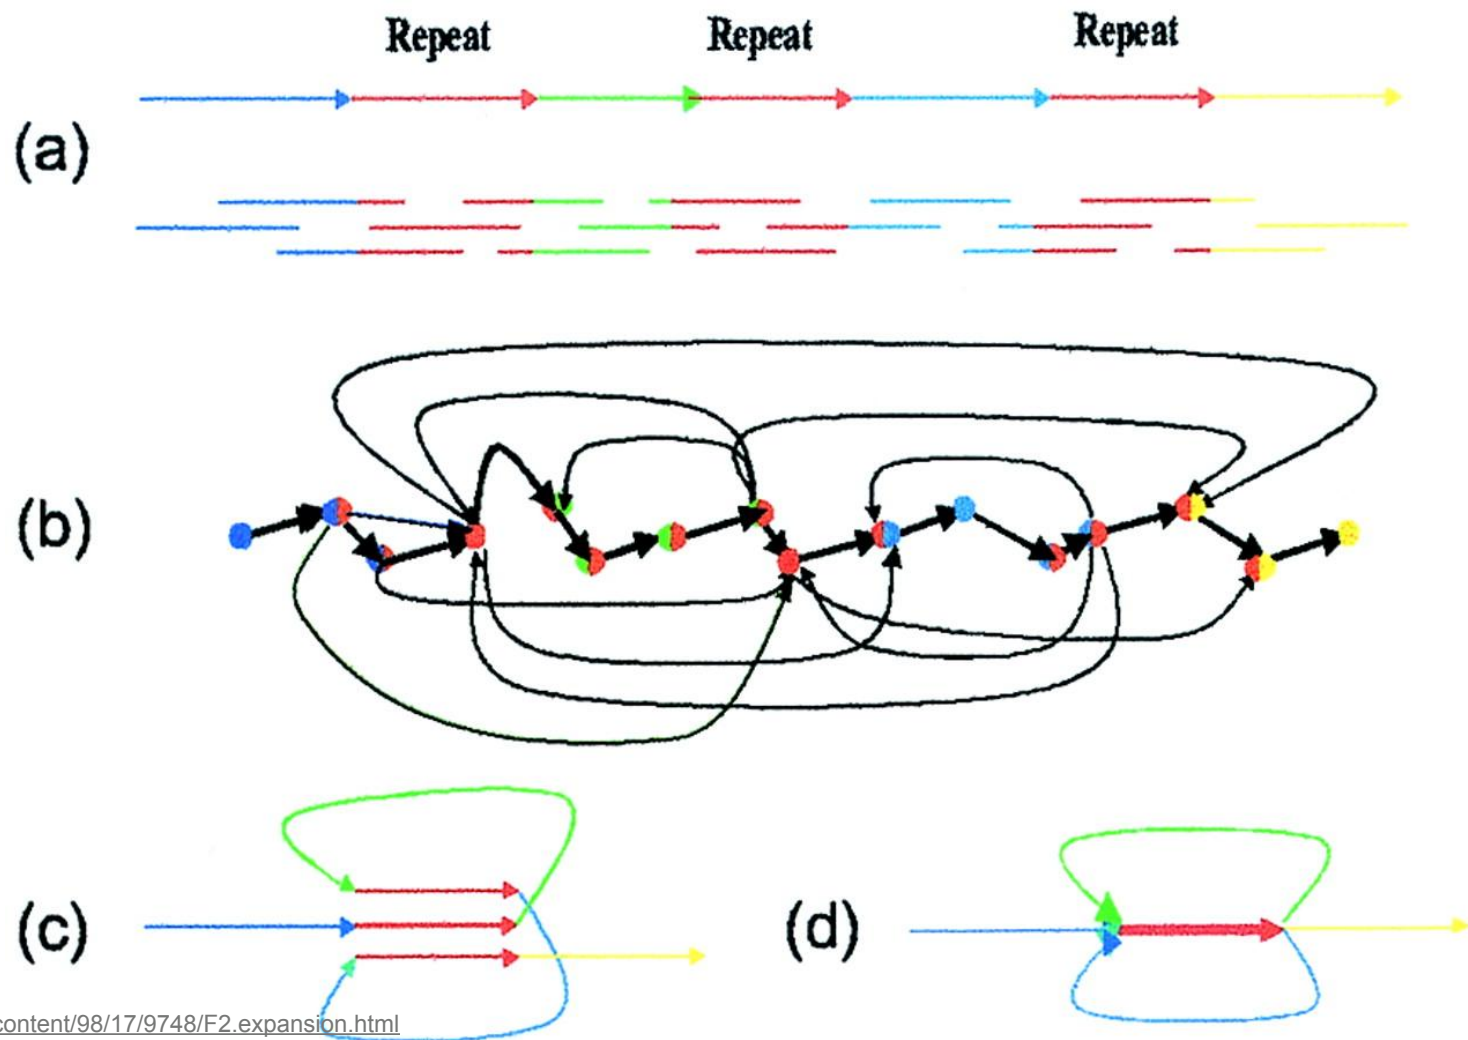 Repeat Repeat Repeat
(a)
(b)
(c) (d)
content/98/17/9748/F2.expansion.html